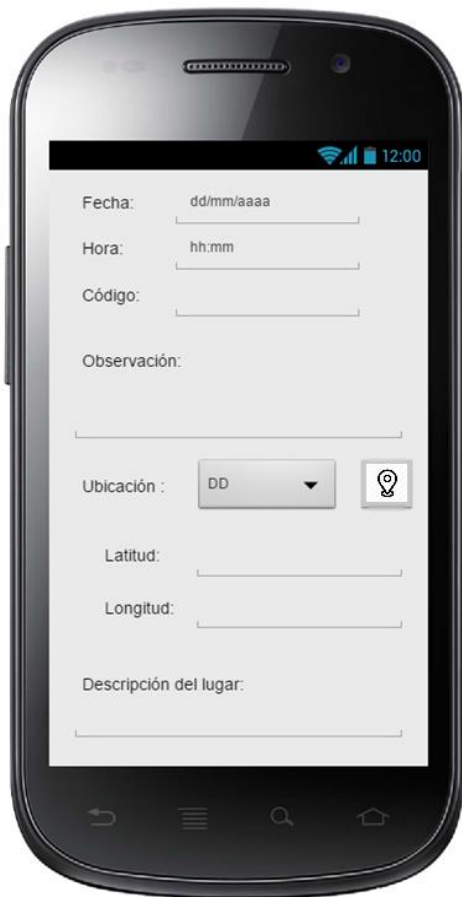 12:00
Fecha: dd/mm/aaaa
Hora: hh:mm
Código:
Observación:
Ubicación : DD
Latitud:
Longitud:
Descripción del lugar: